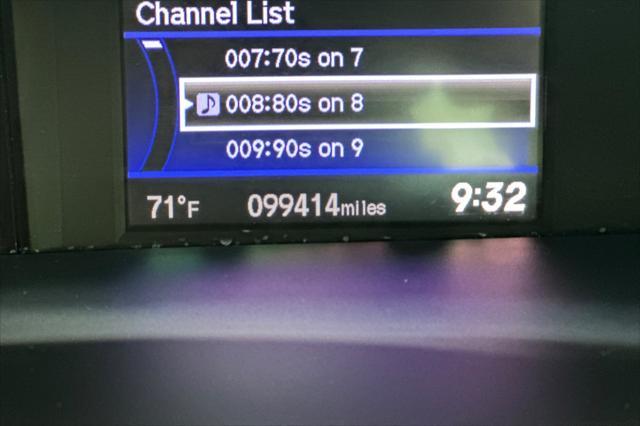 Channel List
007:70s on 7
008:80s on 8
009:90s on 9
71°F 099414miles 9:32